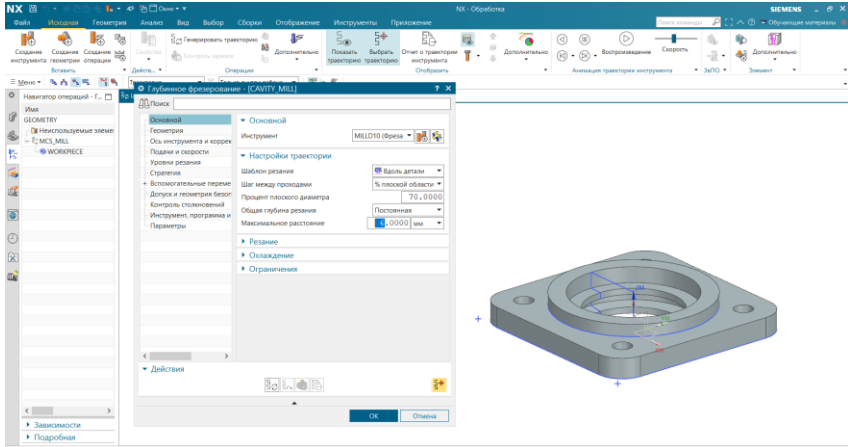 NX
Окно
NX - Обработка
SIEMENS
Файл Исходная Геометрия Анализ Вид Выбор Сборки Отображение Инструменты Приложение
Поиск команды
Обучающие материалы
Создание инструмента
Создание геометрии
Создание операции
Свойства
Генерировать траекторию
Контроль зарезов
Дополнительно
Показать траекторию
Выбрать траекторию
Отчет о траектории инструмента
Дополнительно
Воспроизведение
Скорость
Дополнительно
Вставить
Действ...
Операции
Отобразить
Анимация траектории инструмента
ЗаПО
Элемент
Меню
Навигатор операций - Г...
Имя
GEOMETRY
Неиспользуемые элеме
MCS_MILL
WORKPIECE
Зависимости
Подробная
Глубинное фрезерование - [CAVITY_MILL]
? X
Поиск
Основной
Геометрия
Ось инструмента и коррек
Подачи и скорости
Уровни резания
Стратегия
Вспомогательные переме
Допуск и геометрия безоп
Контроль столкновений
Инструмент, программа и
Параметры
Основной
Инструмент MILLD10 (Фреза
Настройки траектории
Шаблон резания Вдоль детали
Шаг между проходами % плоской области
Процент плоского диаметра 70.0000
Общая глубина резания Постоянная
Максимальное расстояние 6.0000 мм
Резание
Охлаждение
Ограничения
Действия
OK Отмена